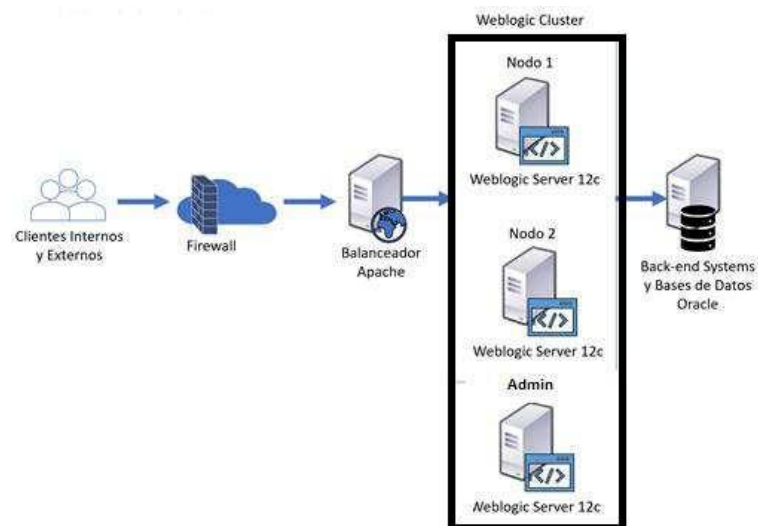 Weblogic Cluster
Nodo 1
Weblogic Server 12c
Clientes Internos
y Externos
Firewall
Balanceador
Apache
Nodo 2
Weblogic Server 12c
Back-end Systems
y Bases de Datos
Oracle
Admin
Weblogic Server 12c